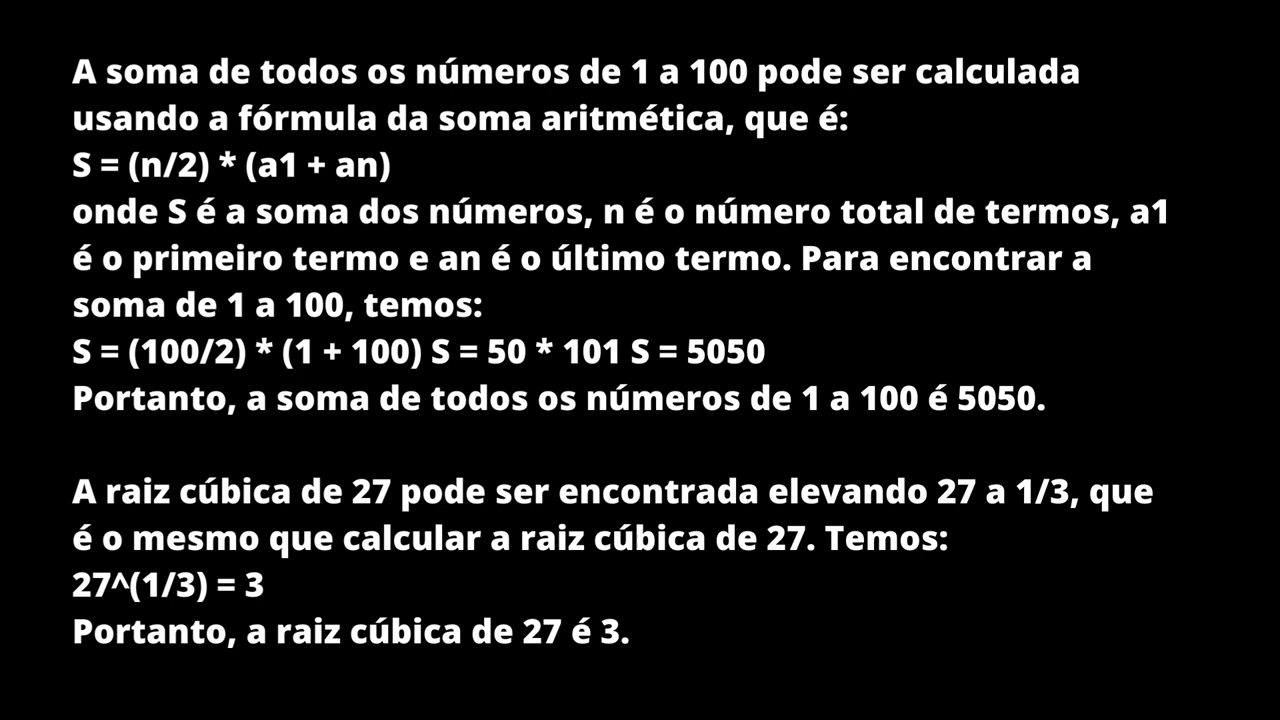 A soma de todos os números de 1 a 100 pode ser calculada
usando a fórmula da soma aritmética, que é:
S = (n/2) * (a1 + an)
onde S é a soma dos números, n é o número total de termos, a1
é o primeiro termo e an é o último termo. Para encontrar a
soma de 1 a 100, temos:
S = (100/2) * (1 + 100) S = 50 * 101 S = 5050
Portanto, a soma de todos os números de 1 a 100 é 5050.
A raiz cúbica de 27 pode ser encontrada elevando 27 a 1/3, que
é o mesmo que calcular a raiz cúbica de 27. Temos:
27^(1/3) = 3
Portanto, a raiz cúbica de 27 é 3.